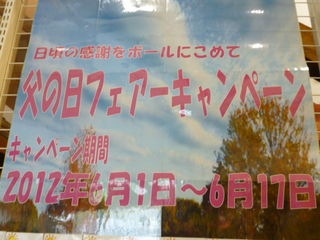 日頃の感謝をボールにこめて
父の日フェアーキャンペーン
キャンペーン期間
2012年6月1日～6月17日